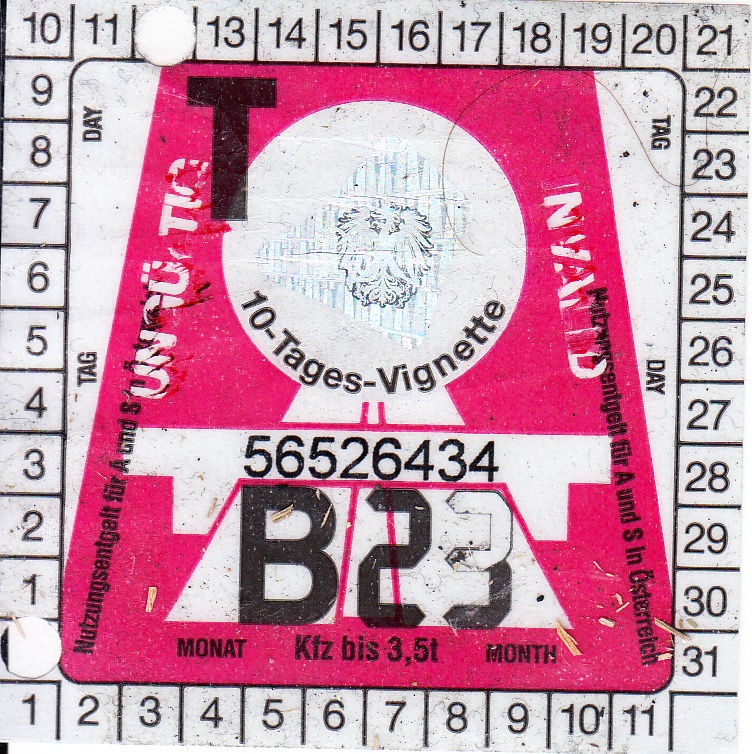 10 11 13 14 15 16 17 18 19 20 21
9 22
8 23
7 24
6 25
5 26
4 27
3 28
2 29
1 30
31
1 2 3 4 5 6 7 8 9 10 11
T
DAY
TAG
TAG
DAY
INVALID
10-Tages-Vignette
Nutzungsentgelt für A und S in
Nutzungsentgelt für A und S in Österreich
56526434
B23
MONAT Kfz bis 3,5t MONTH